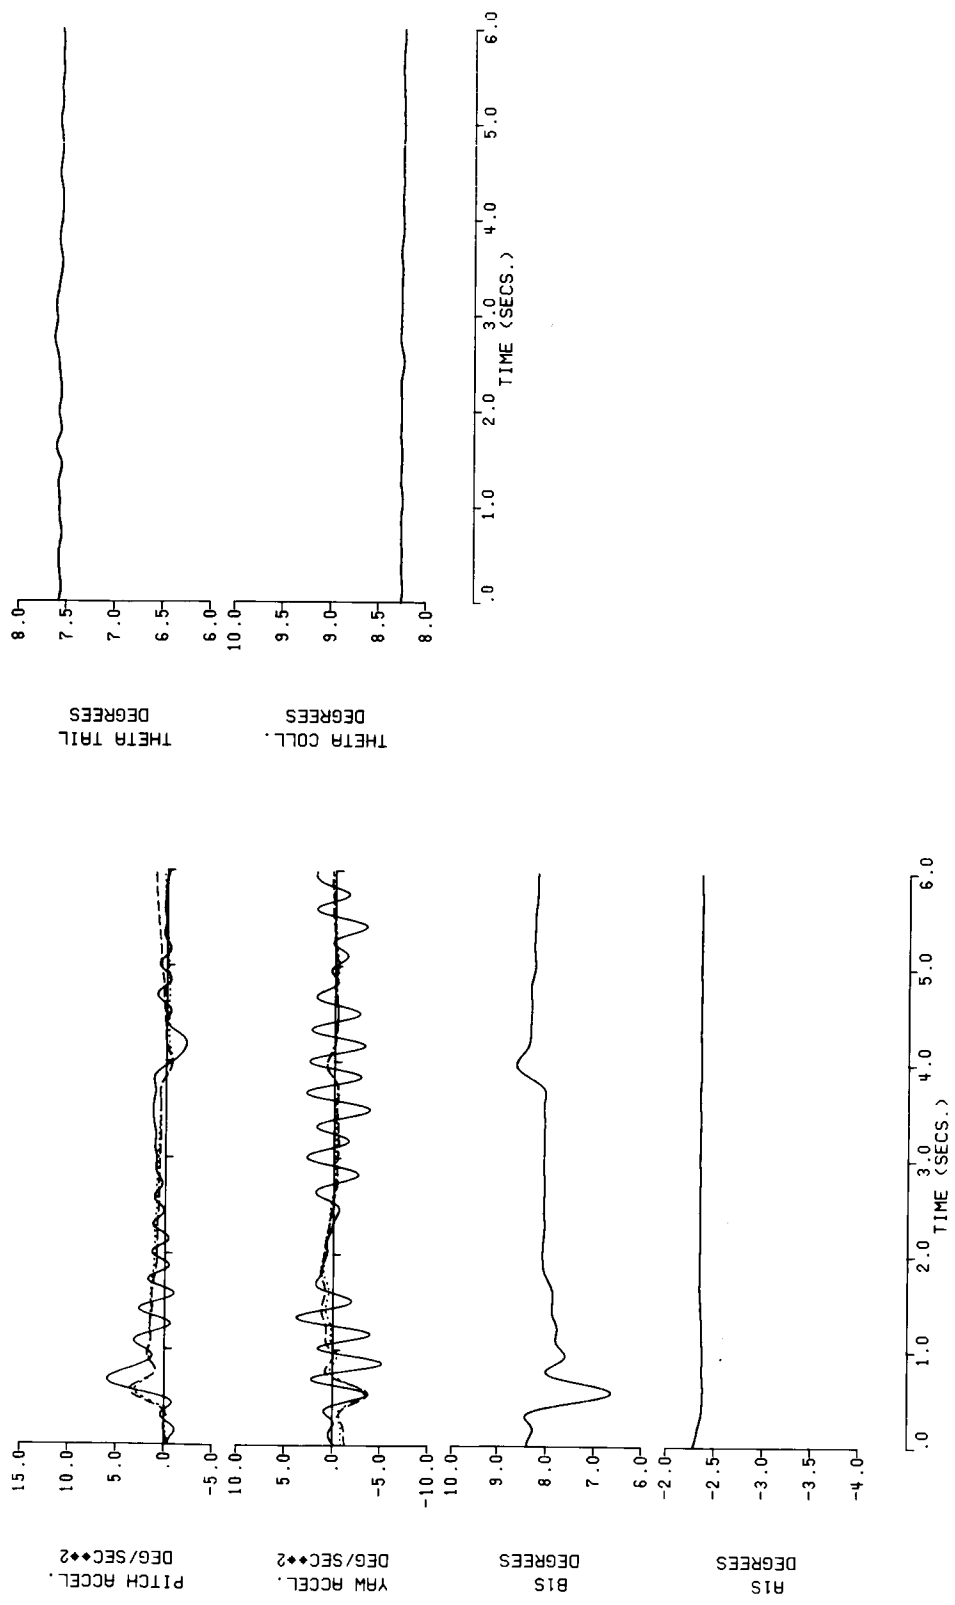 15.0
10.0
5.0
.0
-5.0
PITCH ACCEL.
DEG/SEC**2
10.0
5.0
.0
-5.0
-10.0
YAW ACCEL.
DEG/SEC**2
10.0
9.0
8.0
7.0
6.0
B1S
DEGREES
-2.0
-2.5
-3.0
-3.5
-4.0
A1S
DEGREES
.0 1.0 2.0 3.0 4.0 5.0 6.0
TIME (SECS.)
8.0
7.5
7.0
6.5
6.0
THETA TAIL
DEGREES
10.0
9.5
9.0
8.5
8.0
THETA COLL.
DEGREES
.0 1.0 2.0 3.0 4.0 5.0 6.0
TIME (SECS.)